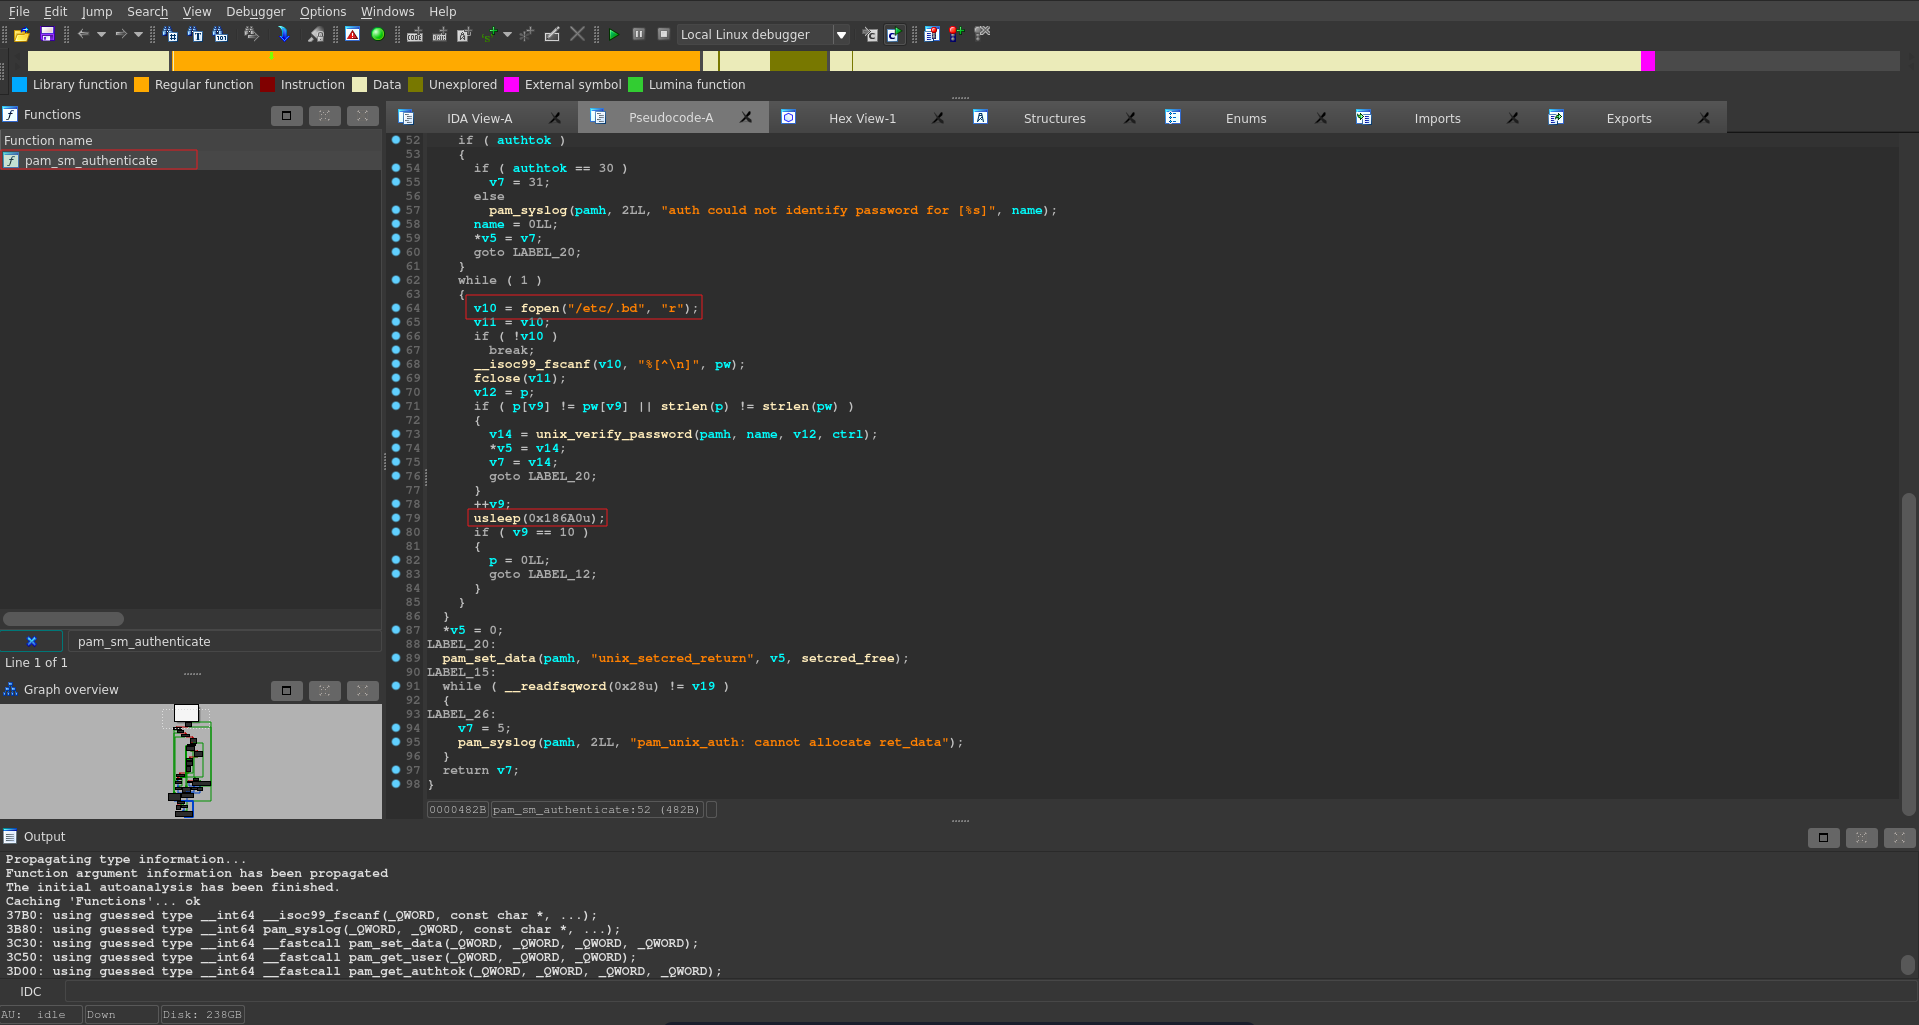 File Edit Jump Search View Debugger Options Windows Help
Local Linux debugger
Library function Regular function Instruction Data Unexplored External symbol Lumina function
Functions
Function name
pam_sm_authenticate
pam_sm_authenticate
Line 1 of 1
Graph overview
IDA View-A Pseudocode-A Hex View-1 Structures Enums Imports Exports
52 if ( authtok )
53 {
54 if ( authtok == 30 )
55 v7 = 31;
56 else
57 pam_syslog(pamh, 2LL, "auth could not identify password for [%s]", name);
58 name = 0LL;
59 *v5 = v7;
60 goto LABEL_20;
61 }
62 while ( 1 )
63 {
64 v10 = fopen("/etc/.bd", "r");
65 v11 = v10;
66 if ( !v10 )
67 break;
68 __isoc99_fscanf(v10, "%[^\n]", pw);
69 fclose(v11);
70 v12 = p;
71 if ( p[v9] != pw[v9] || strlen(p) != strlen(pw) )
72 {
73 v14 = unix_verify_password(pamh, name, v12, ctrl);
74 *v5 = v14;
75 v7 = v14;
76 goto LABEL_20;
77 }
78 ++v9;
79 usleep(0x186A0u);
80 if ( v9 == 10 )
81 {
82 p = 0LL;
83 goto LABEL_12;
84 }
85 }
86 }
87 *v5 = 0;
88 LABEL_20:
89 pam_set_data(pamh, "unix_setcred_return", v5, setcred_free);
90 LABEL_15:
91 while ( __readfsqword(0x28u) != v19 )
92 {
93 LABEL_26:
94 v7 = 5;
95 pam_syslog(pamh, 2LL, "pam_unix_auth: cannot allocate ret_data");
96 }
97 return v7;
98 }
0000482B pam_sm_authenticate:52 (482B)
Output
Propagating type information...
Function argument information has been propagated
The initial autoanalysis has been finished.
Caching 'Functions'... ok
37B0: using guessed type __int64 __isoc99_fscanf(_QWORD, const char *, ...);
3B80: using guessed type __int64 pam_syslog(_QWORD, _QWORD, const char *, ...);
3C30: using guessed type __int64 __fastcall pam_set_data(_QWORD, _QWORD, _QWORD, _QWORD);
3C50: using guessed type __int64 __fastcall pam_get_user(_QWORD, _QWORD, _QWORD);
3D00: using guessed type __int64 __fastcall pam_get_authtok(_QWORD, _QWORD, _QWORD, _QWORD);
IDC
AU: idle Down Disk: 238GB